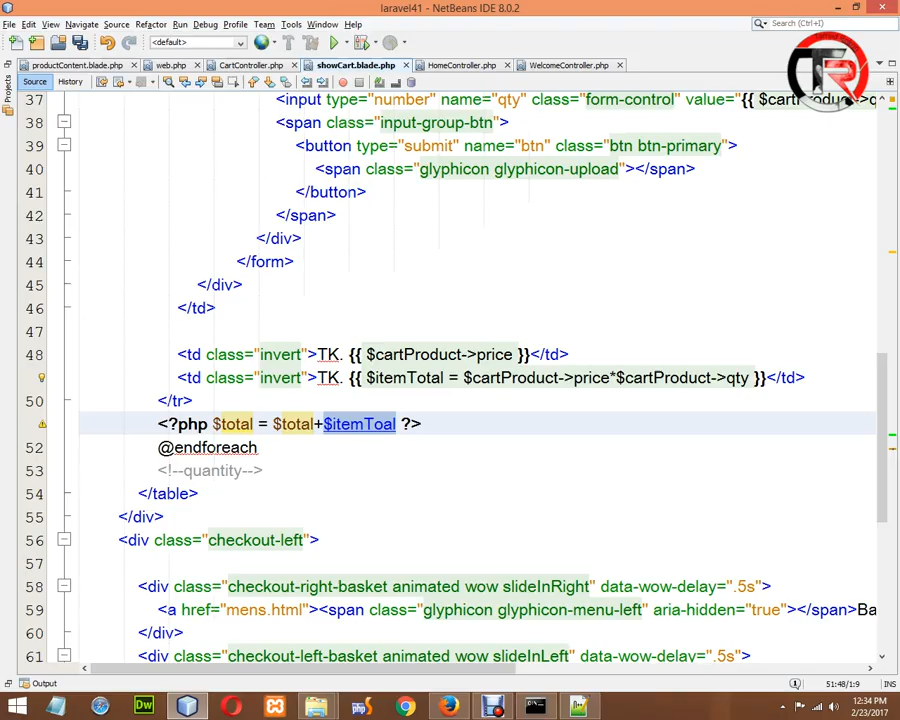 laravel41 - NetBeans IDE 8.0.2
File Edit View Navigate Source Refactor Run Debug Profile Team Tools Window Help
Search (Ctrl+I)
<default>
productContent.blade.php web.php CartController.php showCart.blade.php HomeController.php WelcomeController.php
Source History
Projects
37 <input type="number" name="qty" class="form-control" value="{{ $cartProduct->q
38 <span class="input-group-btn">
39 <button type="submit" name="btn" class="btn btn-primary">
40 <span class="glyphicon glyphicon-upload"></span>
41 </button>
42 </span>
43 </div>
44 </form>
45 </div>
46 </td>
47
48 <td class="invert">TK. {{ $cartProduct->price }}</td>
<td class="invert">TK. {{ $itemTotal = $cartProduct->price*$cartProduct->qty }}</td>
50 </tr>
<?php $total = $total+$itemToal ?>
52 @endforeach
53 <!--quantity-->
54 </table>
55 </div>
56 <div class="checkout-left">
57
58 <div class="checkout-right-basket animated wow slideInRight" data-wow-delay=".5s">
59 <a href="mens.html"><span class="glyphicon glyphicon-menu-left" aria-hidden="true"></span>Ba
60 </div>
61 <div class="checkout-left-basket animated wow slideInLeft" data-wow-delay=".5s">
Output
51:48/1:9 INS
Dw
php
12:34 PM
2/23/2017